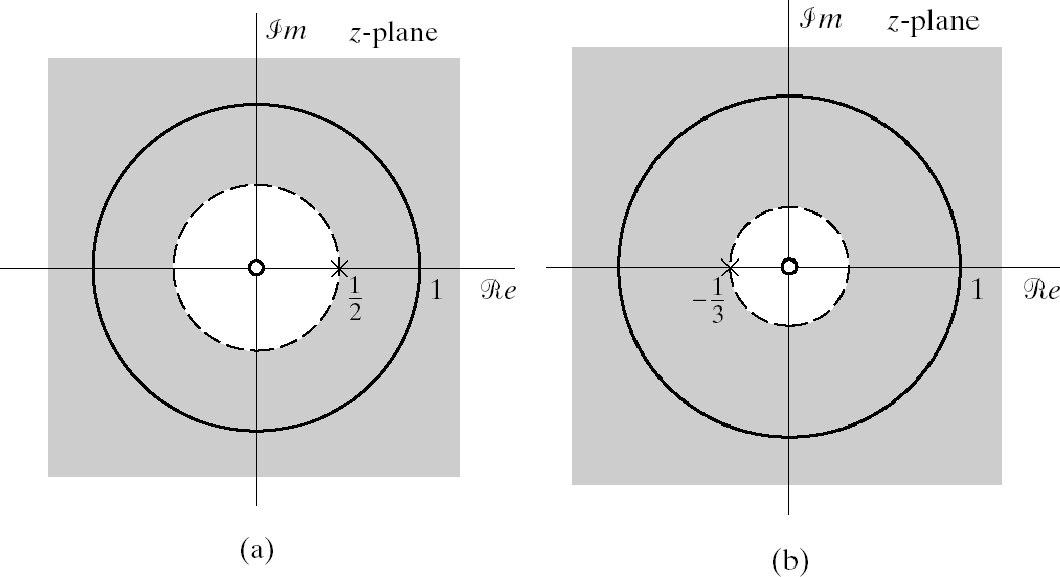 ℐm z-plane
1/2
1 ℛe
(a)
ℐm z-plane
-1/3
1 ℛe
(b)